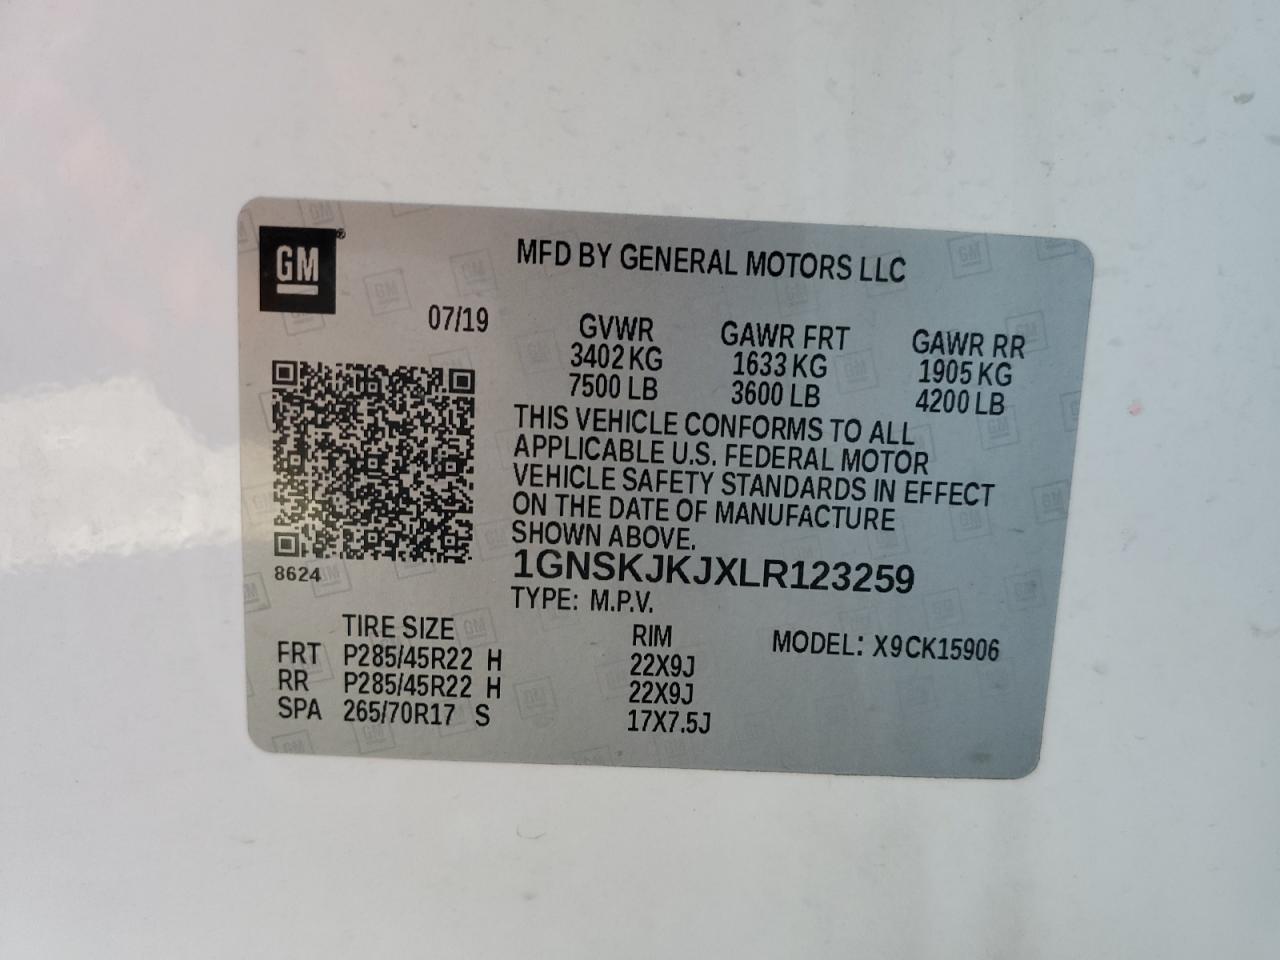 GM®
MFD BY GENERAL MOTORS LLC
07/19
GVWR GAWR FRT GAWR RR
3402 KG 1633 KG 1905 KG
7500 LB 3600 LB 4200 LB
THIS VEHICLE CONFORMS TO ALL
APPLICABLE U.S. FEDERAL MOTOR
VEHICLE SAFETY STANDARDS IN EFFECT
ON THE DATE OF MANUFACTURE
SHOWN ABOVE.
8624
1GNSKJKJXLR123259
TYPE: M.P.V.
TIRE SIZE RIM MODEL: X9CK15906
FRT P285/45R22 H 22X9J
RR P285/45R22 H 22X9J
SPA 265/70R17 S 17X7.5J